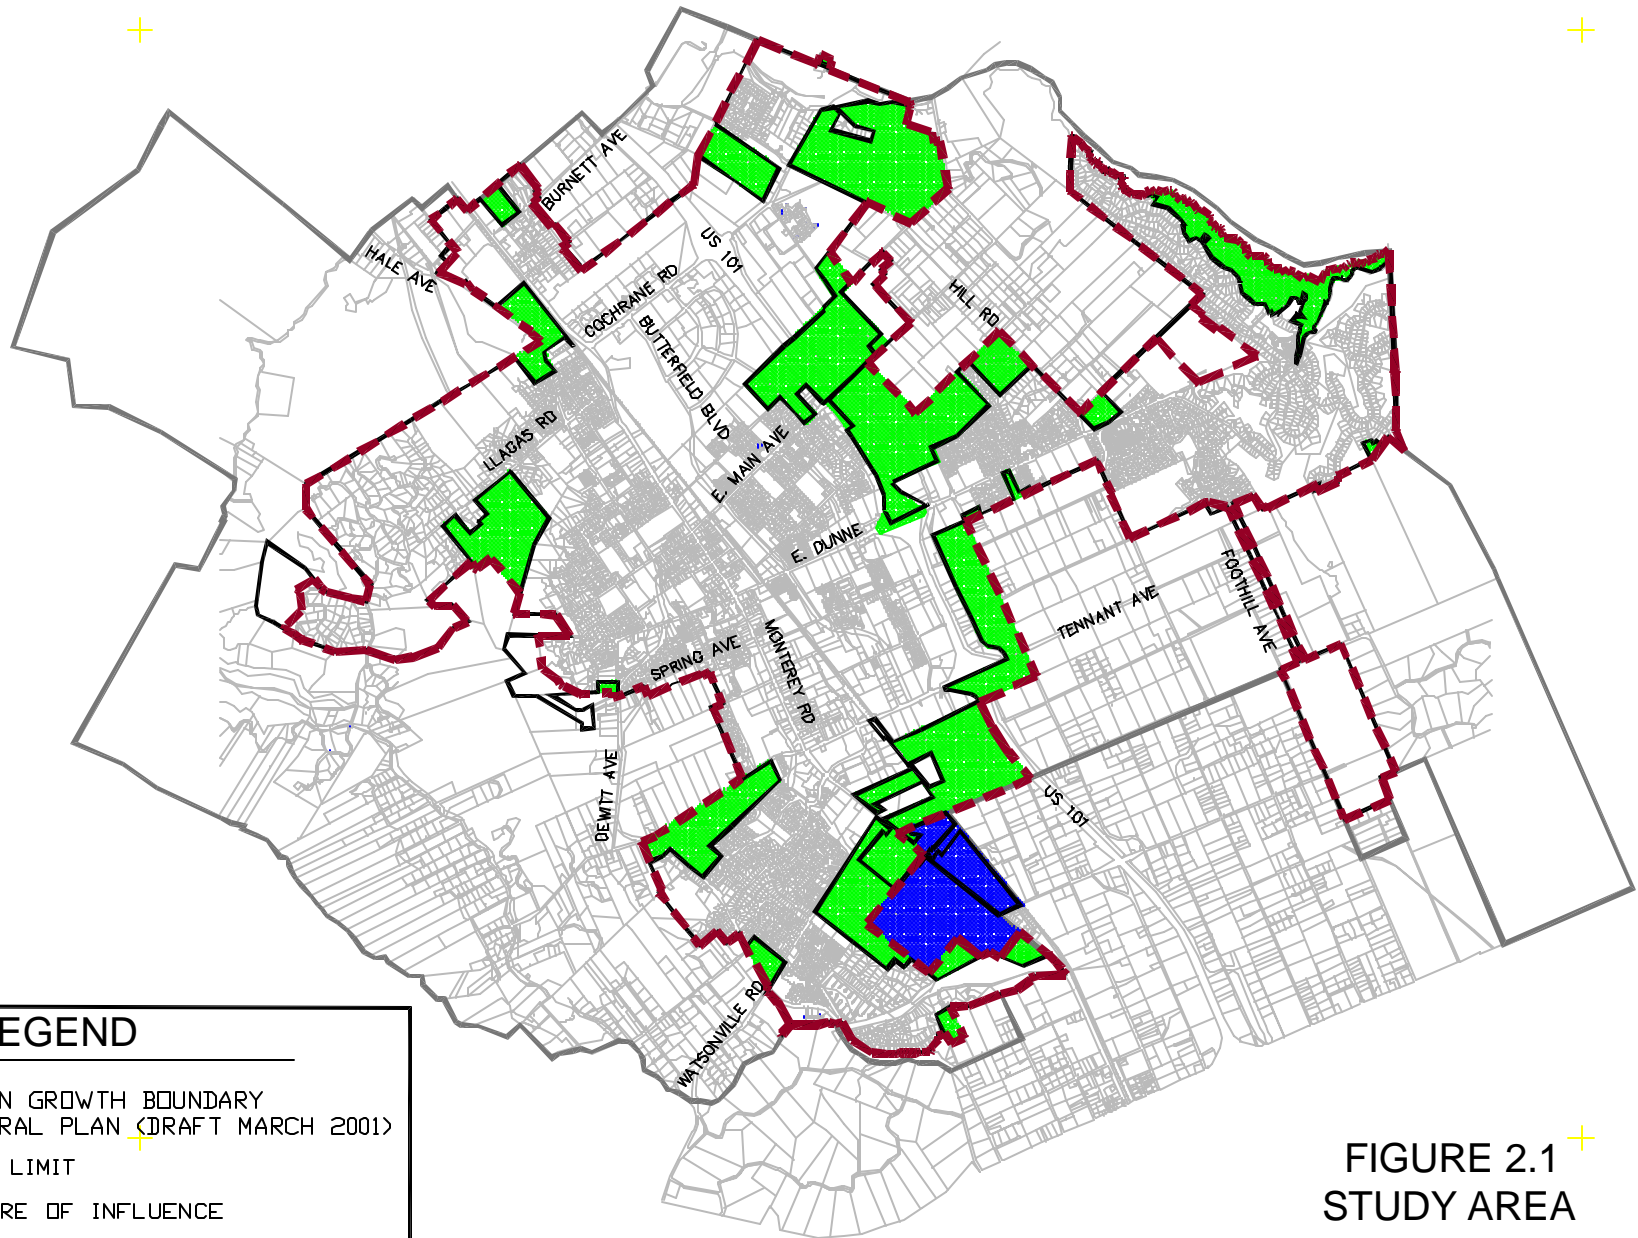 BURNETT AVE
HALE AVE
US 101
COCHRANE RD
HILL RD
BUTTERFIELD BLVD
LLAGAS RD
E. MAIN AVE
E. DUNNE
FOOTHILL AVE
TENNANT AVE
MONTEREY RD
SPRING AVE
DEWITT AVE
US 101
WATSONVILLE RD
EGEND
N GROWTH BOUNDARY
RAL PLAN (DRAFT MARCH 2001)
LIMIT
RE OF INFLUENCE
FIGURE 2.1
STUDY AREA